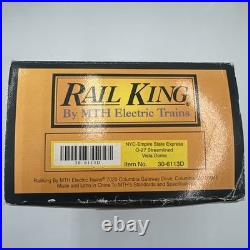 RAIL KING
By MTH Electric Trains
NYC-Empire State Express
O-27 Streamlined
Vista Dome
30-6113D
Item No. 30-6113D
RailKing By MTH Electric Trains® 7020 Columbia Gateway Drive, Columbia,
Made and Labs in China To MTH's Standards and Specifications